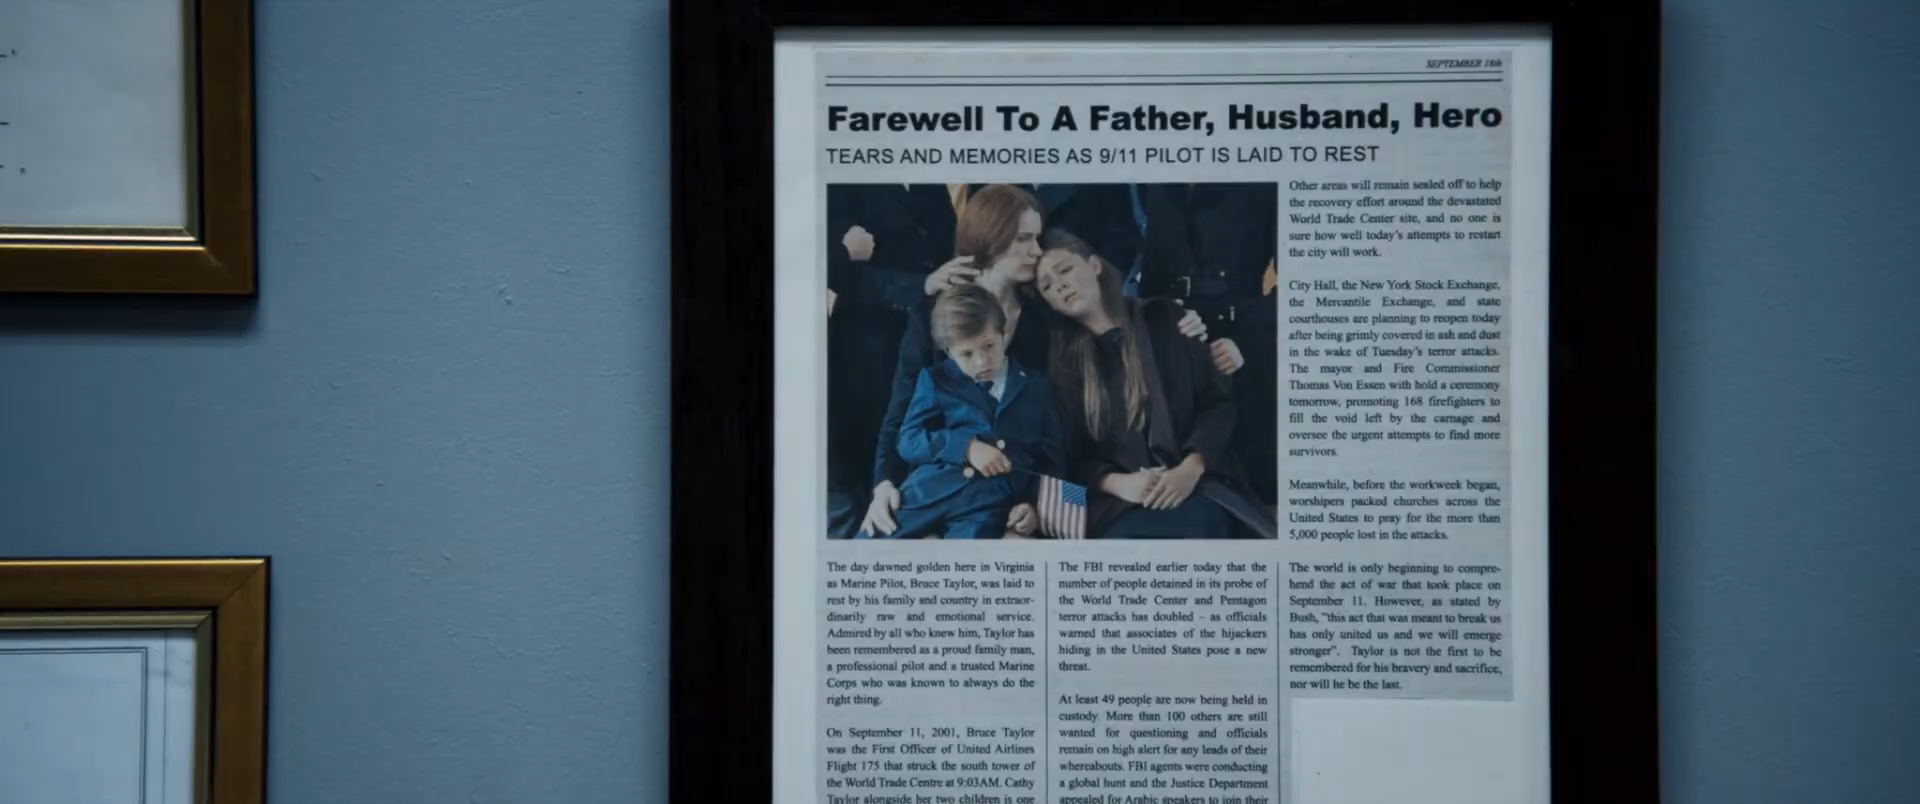 SEPTEMBER 18th
Farewell To A Father, Husband, Hero
TEARS AND MEMORIES AS 9/11 PILOT IS LAID TO REST
The day dawned golden here in Virginia
as Marine Pilot, Bruce Taylor, was laid to
rest by his family and country in extraor-
dinarily raw and emotional service.
Admired by all who knew him, Taylor has
been remembered as a proud family man,
a professional pilot and a trusted Marine
Corps who was known to always do the
right thing.
On September 11, 2001, Bruce Taylor
was the First Officer of United Airlines
Flight 175 that struck the south tower of
the World Trade Centre at 9:03AM. Cathy
Taylor alongside her two children is one
The FBI revealed earlier today that the
number of people detained in its probe of
the World Trade Center and Pentagon
terror attacks has doubled – as officials
warned that associates of the hijackers
hiding in the United States pose a new
threat.
At least 49 people are now being held in
custody. More than 100 others are still
wanted for questioning and officials
remain on high alert for any leads of their
whereabouts. FBI agents were conducting
a global hunt and the Justice Department
appealed for Arabic speakers to join their
Other areas will remain sealed off to help
the recovery effort around the devastated
World Trade Center site, and no one is
sure how well today's attempts to restart
the city will work.
City Hall, the New York Stock Exchange,
the Mercantile Exchange, and state
courthouses are planning to reopen today
after being grimly covered in ash and dust
in the wake of Tuesday's terror attacks.
The mayor and Fire Commissioner
Thomas Von Essen with hold a ceremony
tomorrow, promoting 168 firefighters to
fill the void left by the carnage and
oversee the urgent attempts to find more
survivors.
Meanwhile, before the workweek began,
worshipers packed churches across the
United States to pray for the more than
5,000 people lost in the attacks.
The world is only beginning to compre-
hend the act of war that took place on
September 11. However, as stated by
Bush, "this act that was meant to break us
has only united us and we will emerge
stronger". Taylor is not the first to be
remembered for his bravery and sacrifice,
nor will he be the last.